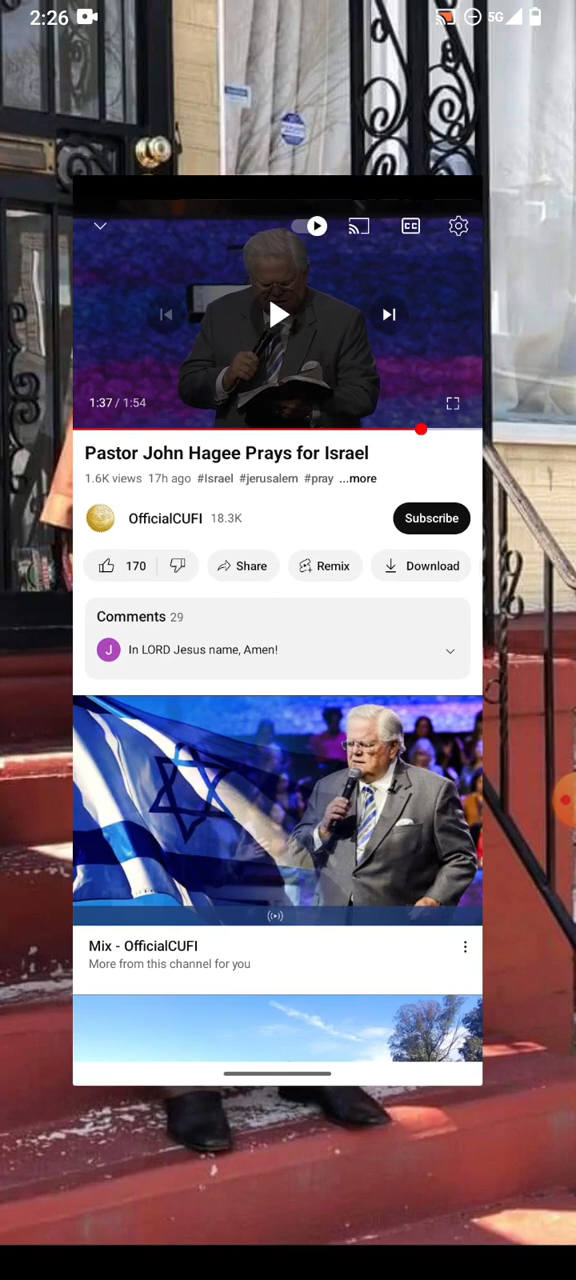 2:26
5G
CC
1:37 / 1:54
Pastor John Hagee Prays for Israel
1.6K views 17h ago #Israel #jerusalem #pray ...more
OfficialCUFI 18.3K
Subscribe
170
Share
Remix
Download
Comments 29
J
In LORD Jesus name, Amen!
Mix - OfficialCUFI
More from this channel for you